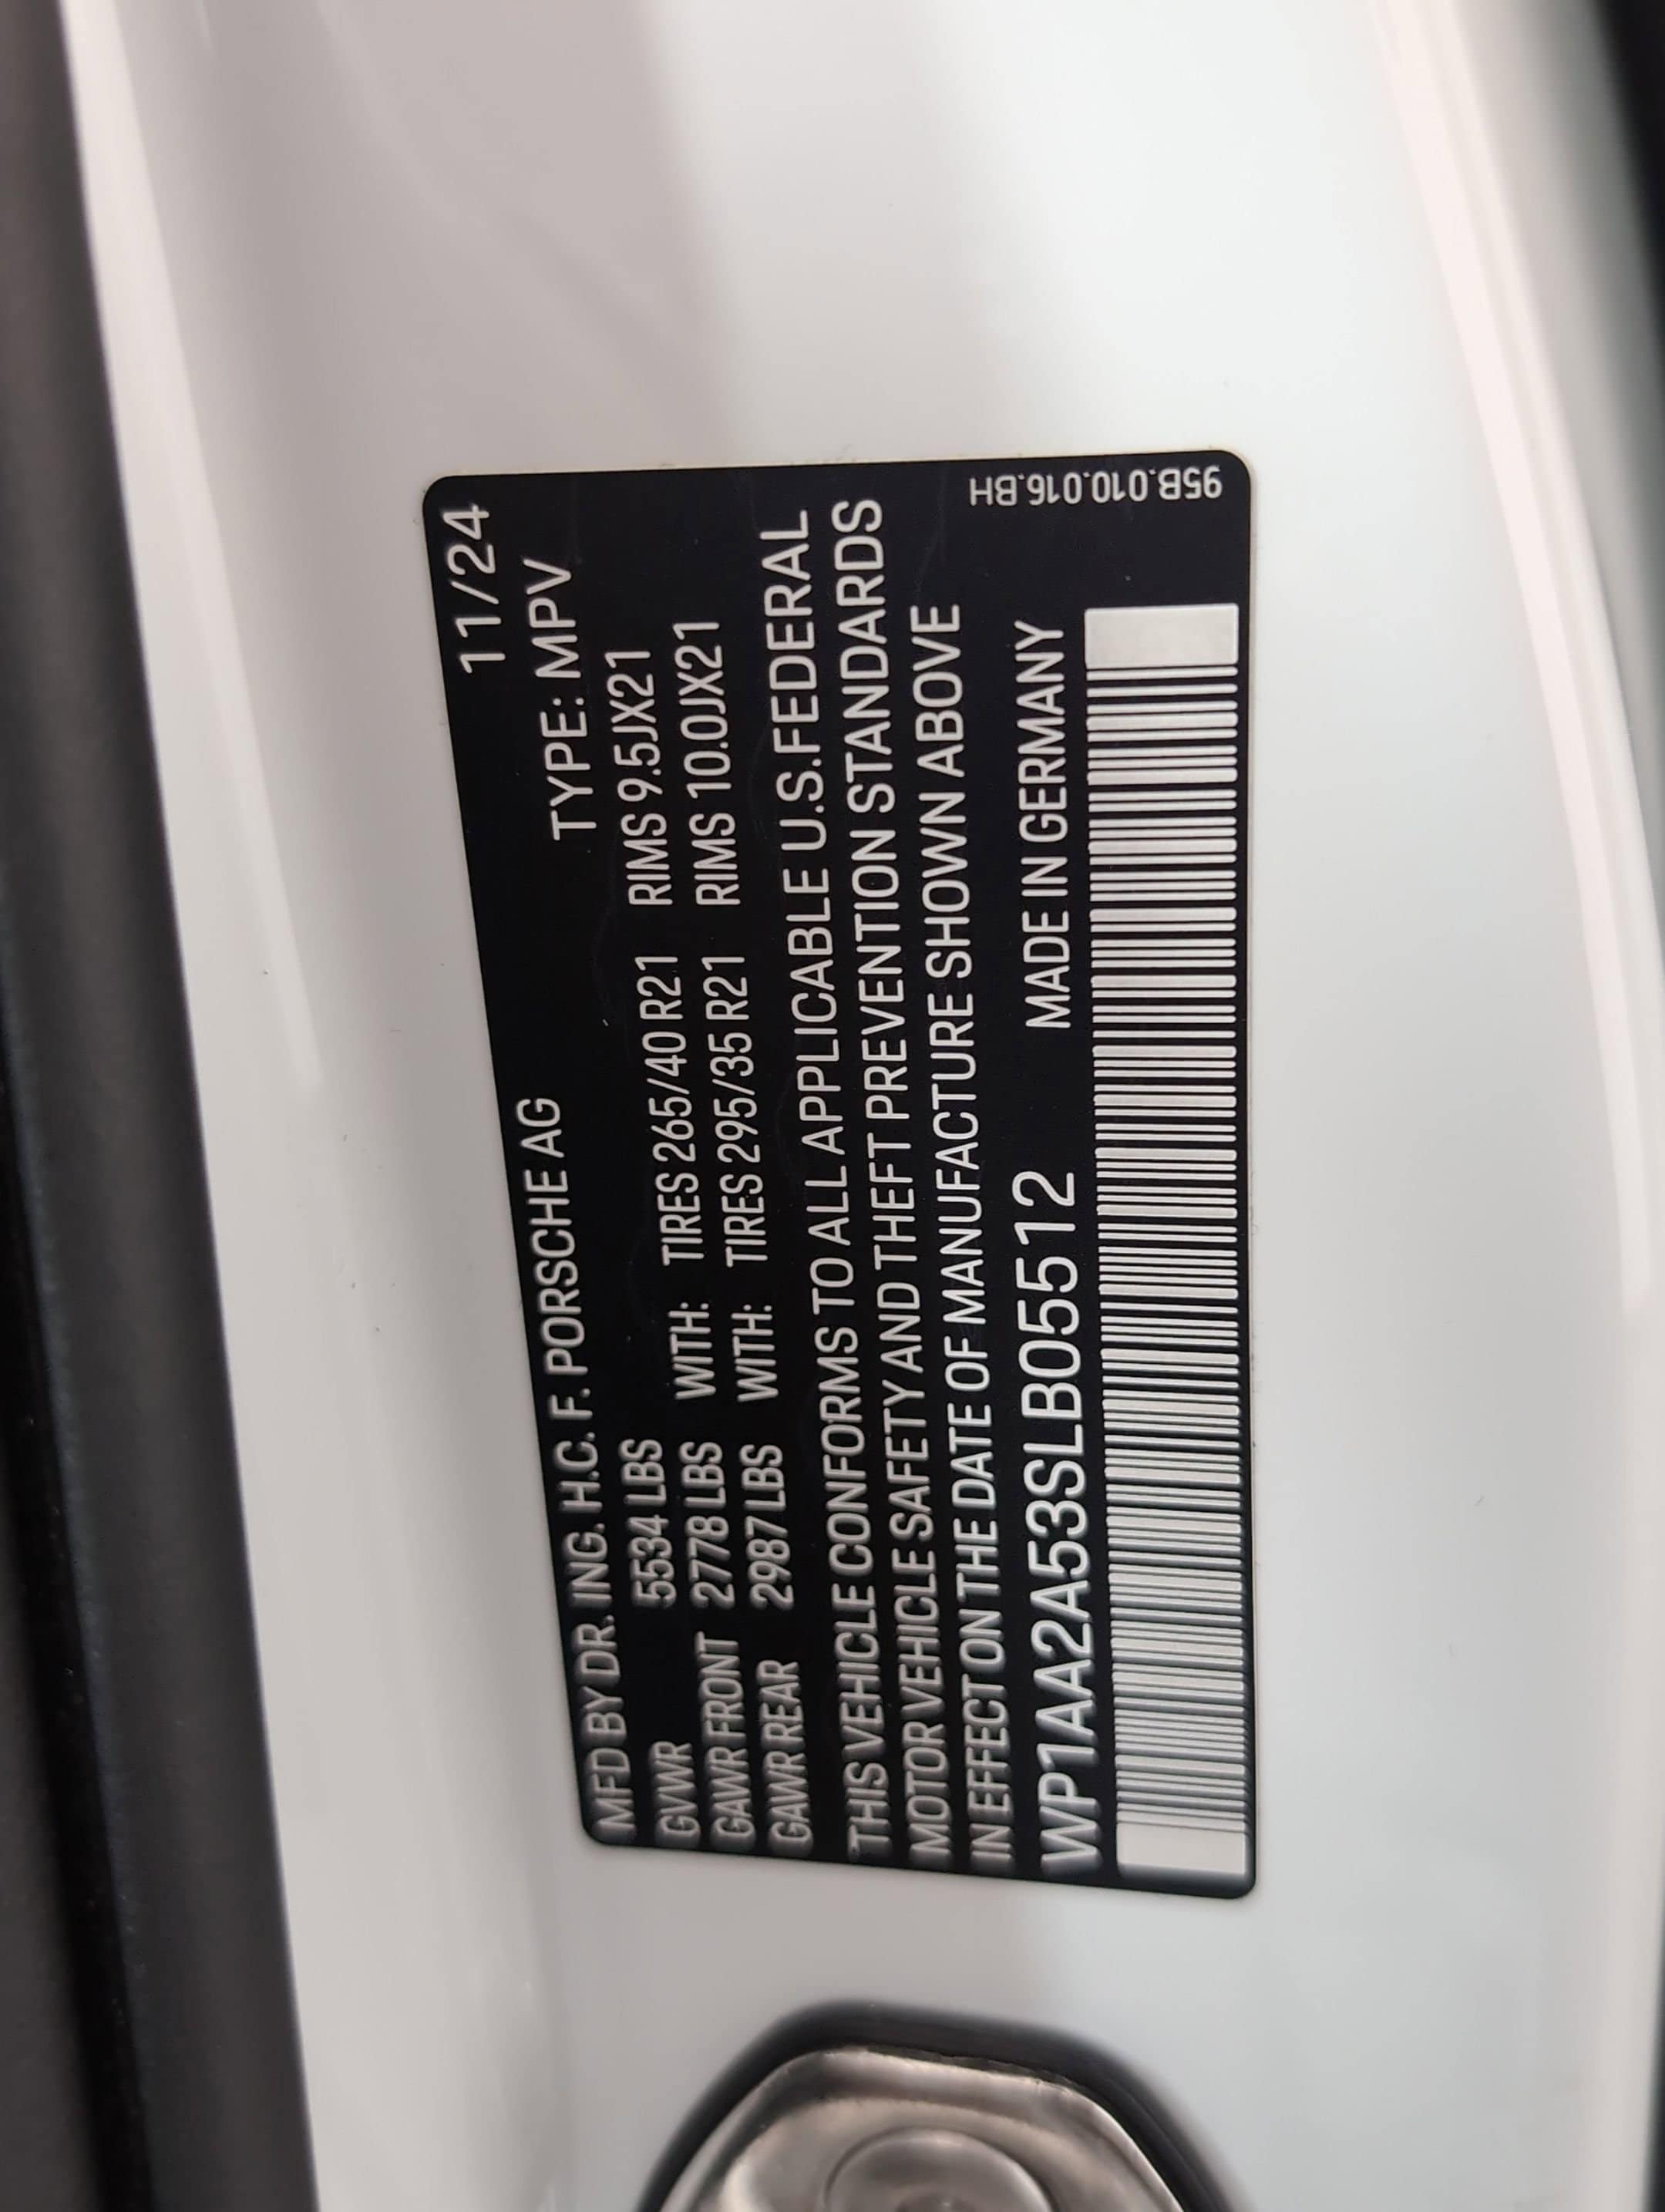 11/24
MFD BY DR. ING. H.C. F. PORSCHE AG TYPE: MPV
GVWR 5534 LBS WITH: TIRES 265/40 R21 RIMS 9.5JX21
GAWR FRONT 2778 LBS WITH: TIRES 295/35 R21 RIMS 10.0JX21
GAWR REAR 2987 LBS
THIS VEHICLE CONFORMS TO ALL APPLICABLE U.S.FEDERAL
MOTOR VEHICLE SAFETY AND THEFT PREVENTION STANDARDS
IN EFFECT ON THE DATE OF MANUFACTURE SHOWN ABOVE
WP1AA2A53SLB05512 MADE IN GERMANY
95B.010.016.BH